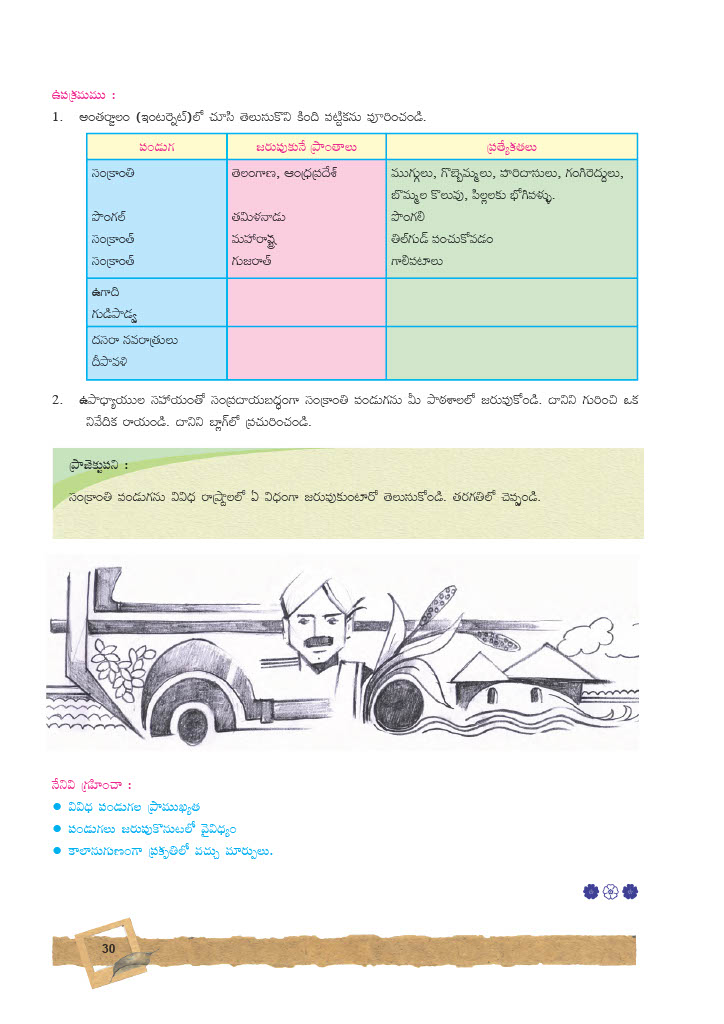 ఉపక్రమము :
1. అంతర్జాలం (ఇంటర్నెట్)లో చూసి తెలుసుకొని కింది పట్టికను పూరించండి.
పండుగ జరుపుకునే ప్రాంతాలు ప్రత్యేకతలు
సంక్రాంతి తెలంగాణ, ఆంధ్రప్రదేశ్ ముగ్గులు, గొబ్బెమ్మలు, హరిదాసులు, గంగిరెద్దులు,
బొమ్మల కొలువు, పిల్లలకు భోగిపళ్ళు.
పొంగల్ తమిళనాడు పొంగలి
సంక్రాంత్ మహారాష్ట్ర తిల్‌గుడ్ పంచుకోవడం
సంక్రాంత్ గుజరాత్ గాలిపటాలు
ఉగాది
గుడిపాడ్వ
దసరా నవరాత్రులు
దీపావళి
2. ఉపాధ్యాయుల సహాయంతో సంప్రదాయబద్ధంగా సంక్రాంతి పండుగను మీ పాఠశాలలో జరుపుకోండి. దానిని గురించి ఒక
నివేదిక రాయండి. దానిని బ్లాగ్‌లో ప్రచురించండి.
ప్రాజెక్టుపని :
సంక్రాంతి పండుగను వివిధ రాష్ట్రాలలో ఏ విధంగా జరుపుకుంటారో తెలుసుకోండి. తరగతిలో చెప్పండి.
నేనివి గ్రహించా :
● వివిధ పండుగల ప్రాముఖ్యత
● పండుగలు జరుపుకొనుటలో వైవిధ్యం
● కాలానుగుణంగా ప్రకృతిలో వచ్చు మార్పులు.
30